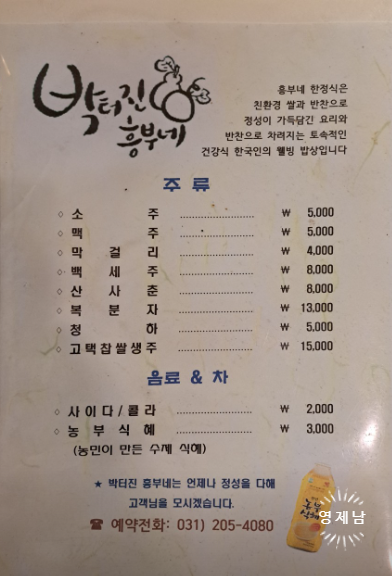 박터진
흥부네
흥부네 한정식은
친환경 쌀과 반찬으로
정성이 가득담긴 요리와
반찬으로 차려지는 토속적인
건강식 한국인의 웰빙 밥상입니다
주 류
◇ 소 주 ........................ ₩ 5,000
◇ 맥 주 ........................ ₩ 5,000
◇ 막 걸 리 ........................ ₩ 4,000
◇ 백 세 주 ........................ ₩ 8,000
◇ 산 사 춘 ........................ ₩ 8,000
◇ 복 분 자 ........................ ₩ 13,000
◇ 청 하 ........................ ₩ 5,000
◇ 고택찹쌀생주 ........................ ₩ 15,000
음료 & 차
◇ 사이다/콜라 ........................ ₩ 2,000
◇ 농 부 식 혜 ........................ ₩ 3,000
(농민이 만든 수제 식혜)
★ 박터진 흥부네는 언제나 정성을 다해
고객님을 모시겠습니다.
☎ 예약전화: 031) 205-4080
농부
식혜
영제남